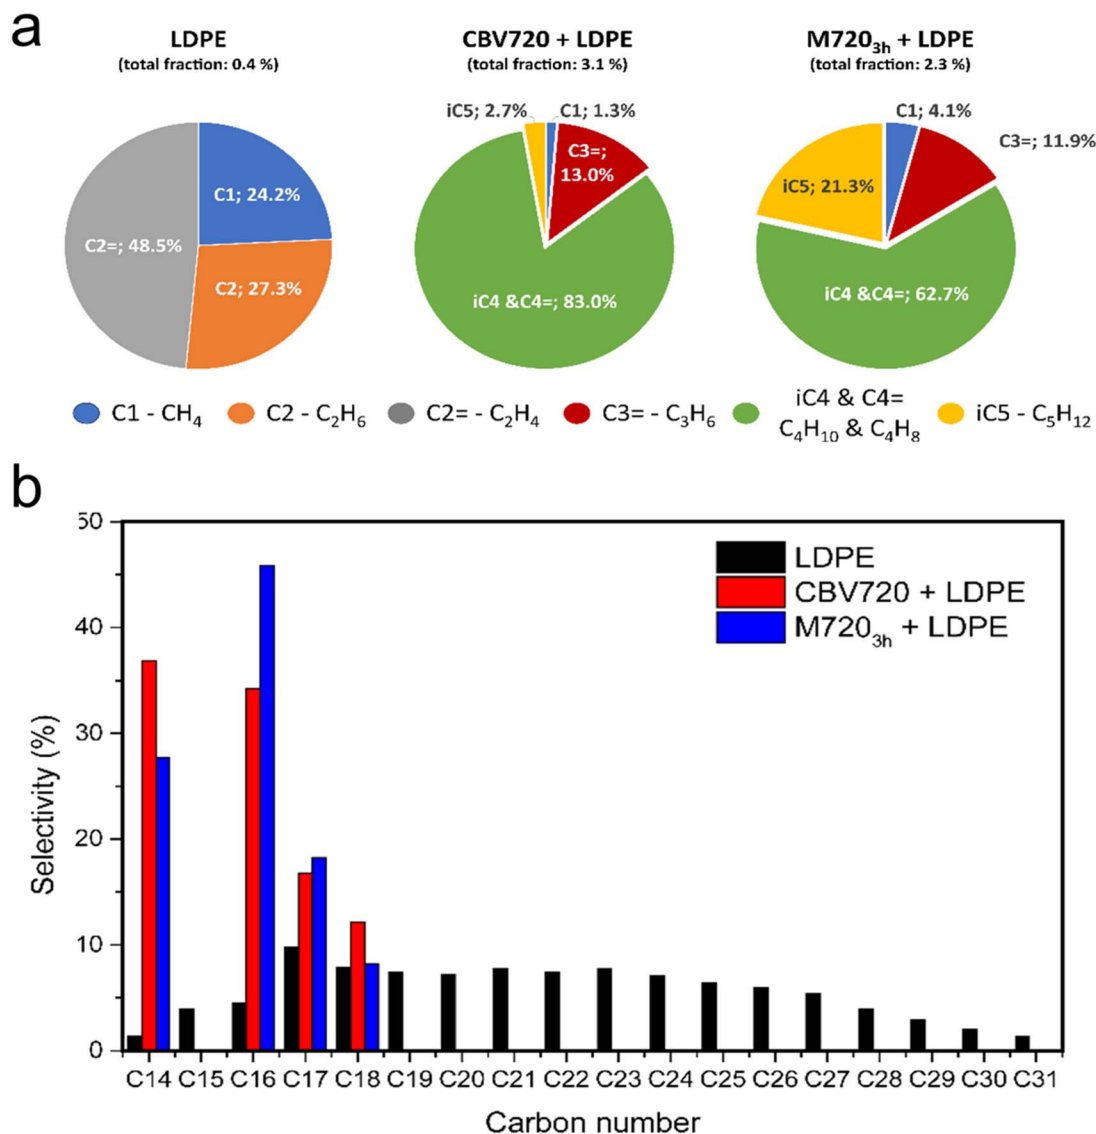 a
LDPE
(total fraction: 0.4 %)
CBV720 + LDPE
(total fraction: 3.1 %)
M720₃ₕ + LDPE
(total fraction: 2.3 %)
C1; 24.2%
C2=; 48.5%
C2; 27.3%
iC5; 2.7%
C1; 1.3%
C3=;
13.0%
iC4 &C4=; 83.0%
C1; 4.1%
C3=; 11.9%
iC5; 21.3%
iC4 &C4=; 62.7%
C1 - CH₄
C2 - C₂H₆
C2= - C₂H₄
C3= - C₃H₆
iC4 & C4=
C₄H₁₀ & C₄H₈
iC5 - C₅H₁₂
b
LDPE
CBV720 + LDPE
M720₃ₕ + LDPE
Selectivity (%)
50
40
30
20
10
0
C14 C15 C16 C17 C18 C19 C20 C21 C22 C23 C24 C25 C26 C27 C28 C29 C30 C31
Carbon number